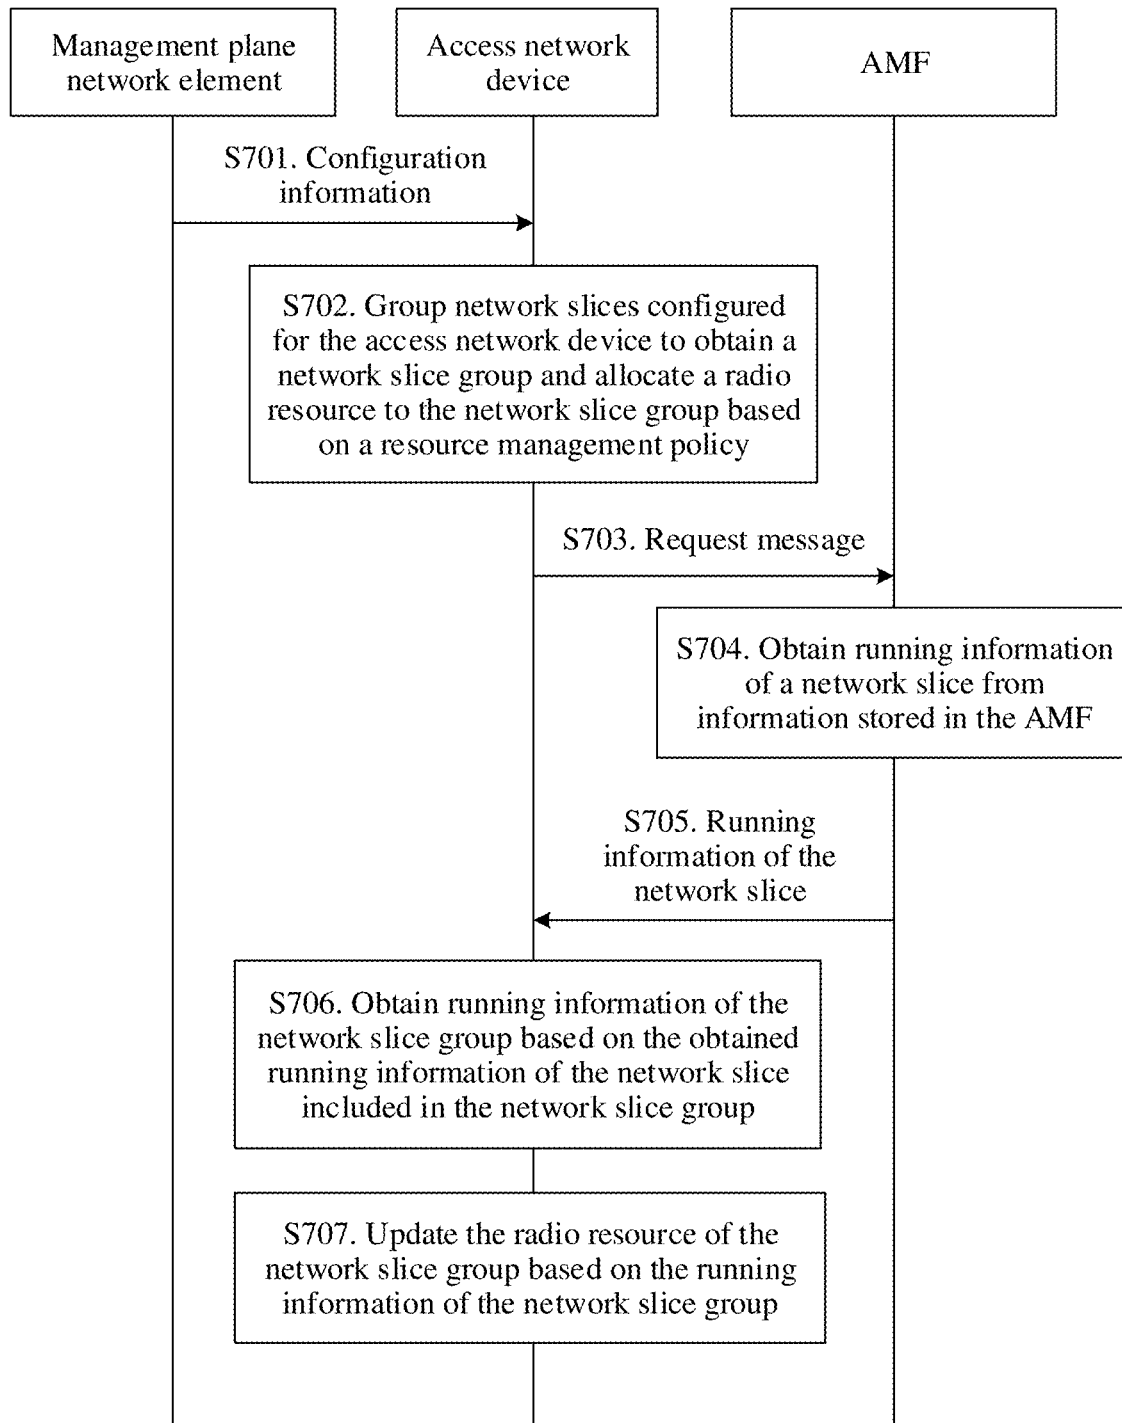 Management plane
network element
Access network
device
AMF
S701. Configuration
information
S702. Group network slices configured
for the access network device to obtain a
network slice group and allocate a radio
resource to the network slice group based
on a resource management policy
S703. Request message
S704. Obtain running information
of a network slice from
information stored in the AMF
S705. Running
information of the
network slice
S706. Obtain running information of the
network slice group based on the obtained
running information of the network slice
included in the network slice group
S707. Update the radio resource of the
network slice group based on the running
information of the network slice group